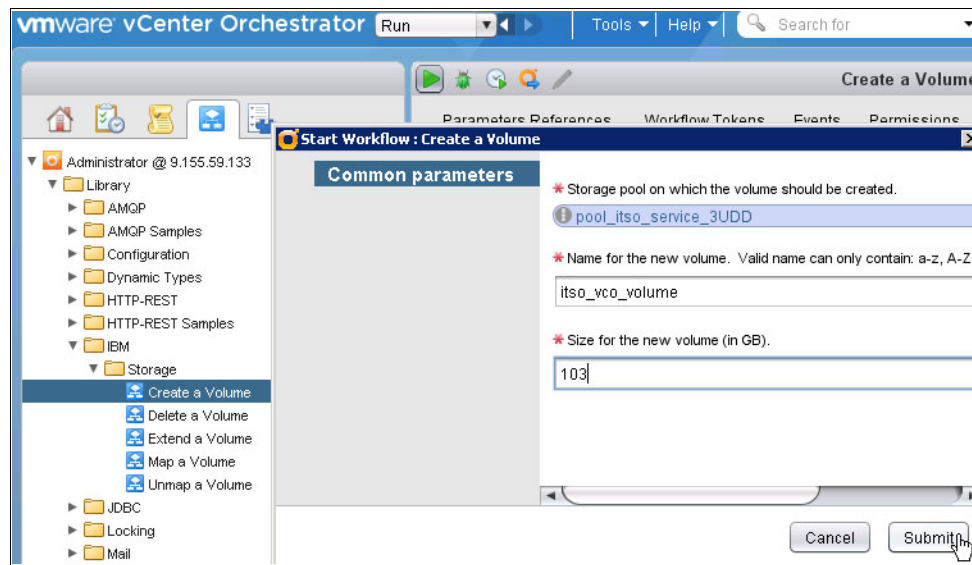 vmware vCenter Orchestrator Run Tools Help Search for
Create a Volume
Parameters References Workflow Tokens Events Permissions
Start Workflow : Create a Volume
Common parameters
*Storage pool on which the volume should be created.
pool_itso_service_3UDD
*Name for the new volume. Valid name can only contain: a-z, A-Z
itso_vco_volume
*Size for the new volume (in GB).
103
Cancel Submit
Administrator @ 9.155.59.133
Library
AMQP
AMQP Samples
Configuration
Dynamic Types
HTTP-REST
HTTP-REST Samples
IBM
Storage
Create a Volume
Delete a Volume
Extend a Volume
Map a Volume
Unmap a Volume
JDBC
Locking
Mail